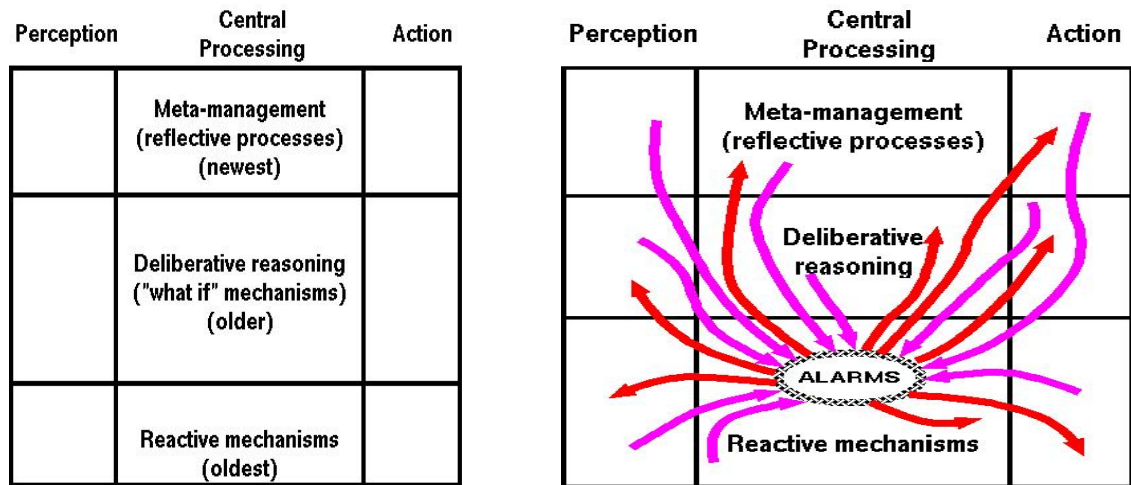 Perception
Central
Processing
Action
Meta-management
(reflective processes)
(newest)
Deliberative reasoning
("what if" mechanisms)
(older)
Reactive mechanisms
(oldest)
Perception
Central
Processing
Action
Meta-management
(reflective processes)
Deliberative
reasoning
ALARMS
Reactive mechanisms